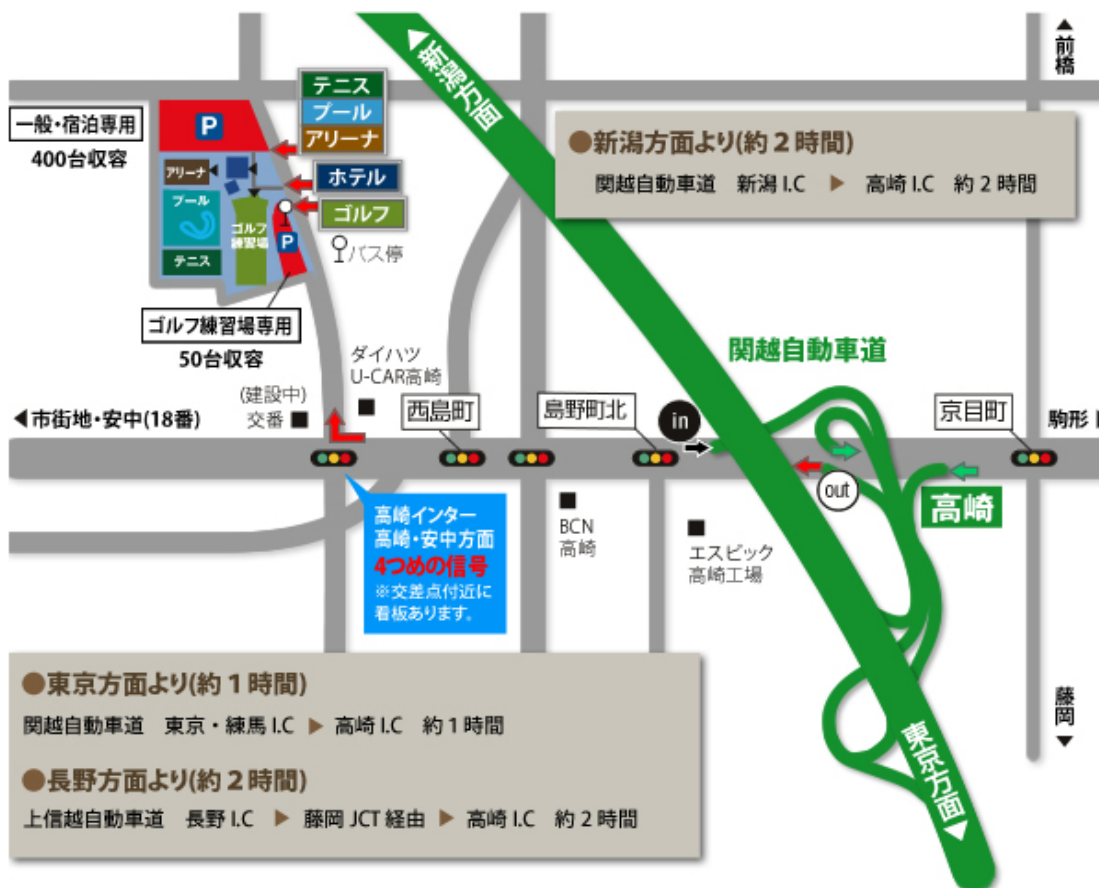 新潟方面
前橋
テニス
プール
アリーナ
一般・宿泊専用
400台収容
P
ホテル
ゴルフ
バス停
アリーナ
プール
テニス
ゴルフ
練習場
P
ゴルフ練習場専用
50台収容
●新潟方面より(約2時間)
関越自動車道 新潟I.C ▶ 高崎I.C 約2時間
関越自動車道
ダイハツ
U-CAR高崎
(建設中)
交番
◀市街地・安中(18番)
西島町
島野町北
in
京目町
駒形
out
高崎
高崎インター
高崎・安中方面
4つめの信号
※交差点付近に
看板あります。
BCN
高崎
エスビック
高崎工場
●東京方面より(約1時間)
関越自動車道 東京・練馬I.C ▶ 高崎I.C 約1時間
●長野方面より(約2時間)
上信越自動車道 長野I.C ▶ 藤岡JCT経由 ▶ 高崎I.C 約2時間
東京方面
藤岡